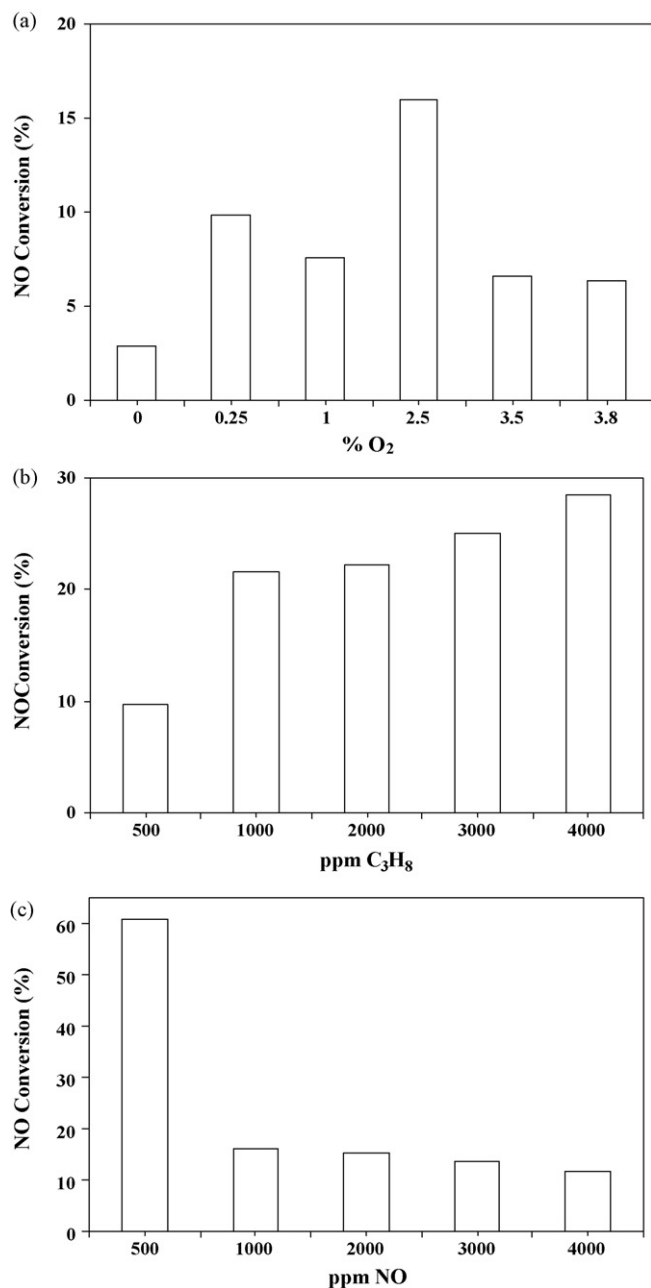 (a)
20
15
10
5
0
NO Conversion (%)
0 0.25 1 2.5 3.5 3.8
% O₂
(b)
30
20
10
0
NOConversion (%)
500 1000 2000 3000 4000
ppm C₃H₈
(c)
60
50
40
30
20
10
0
NO Conversion (%)
500 1000 2000 3000 4000
ppm NO